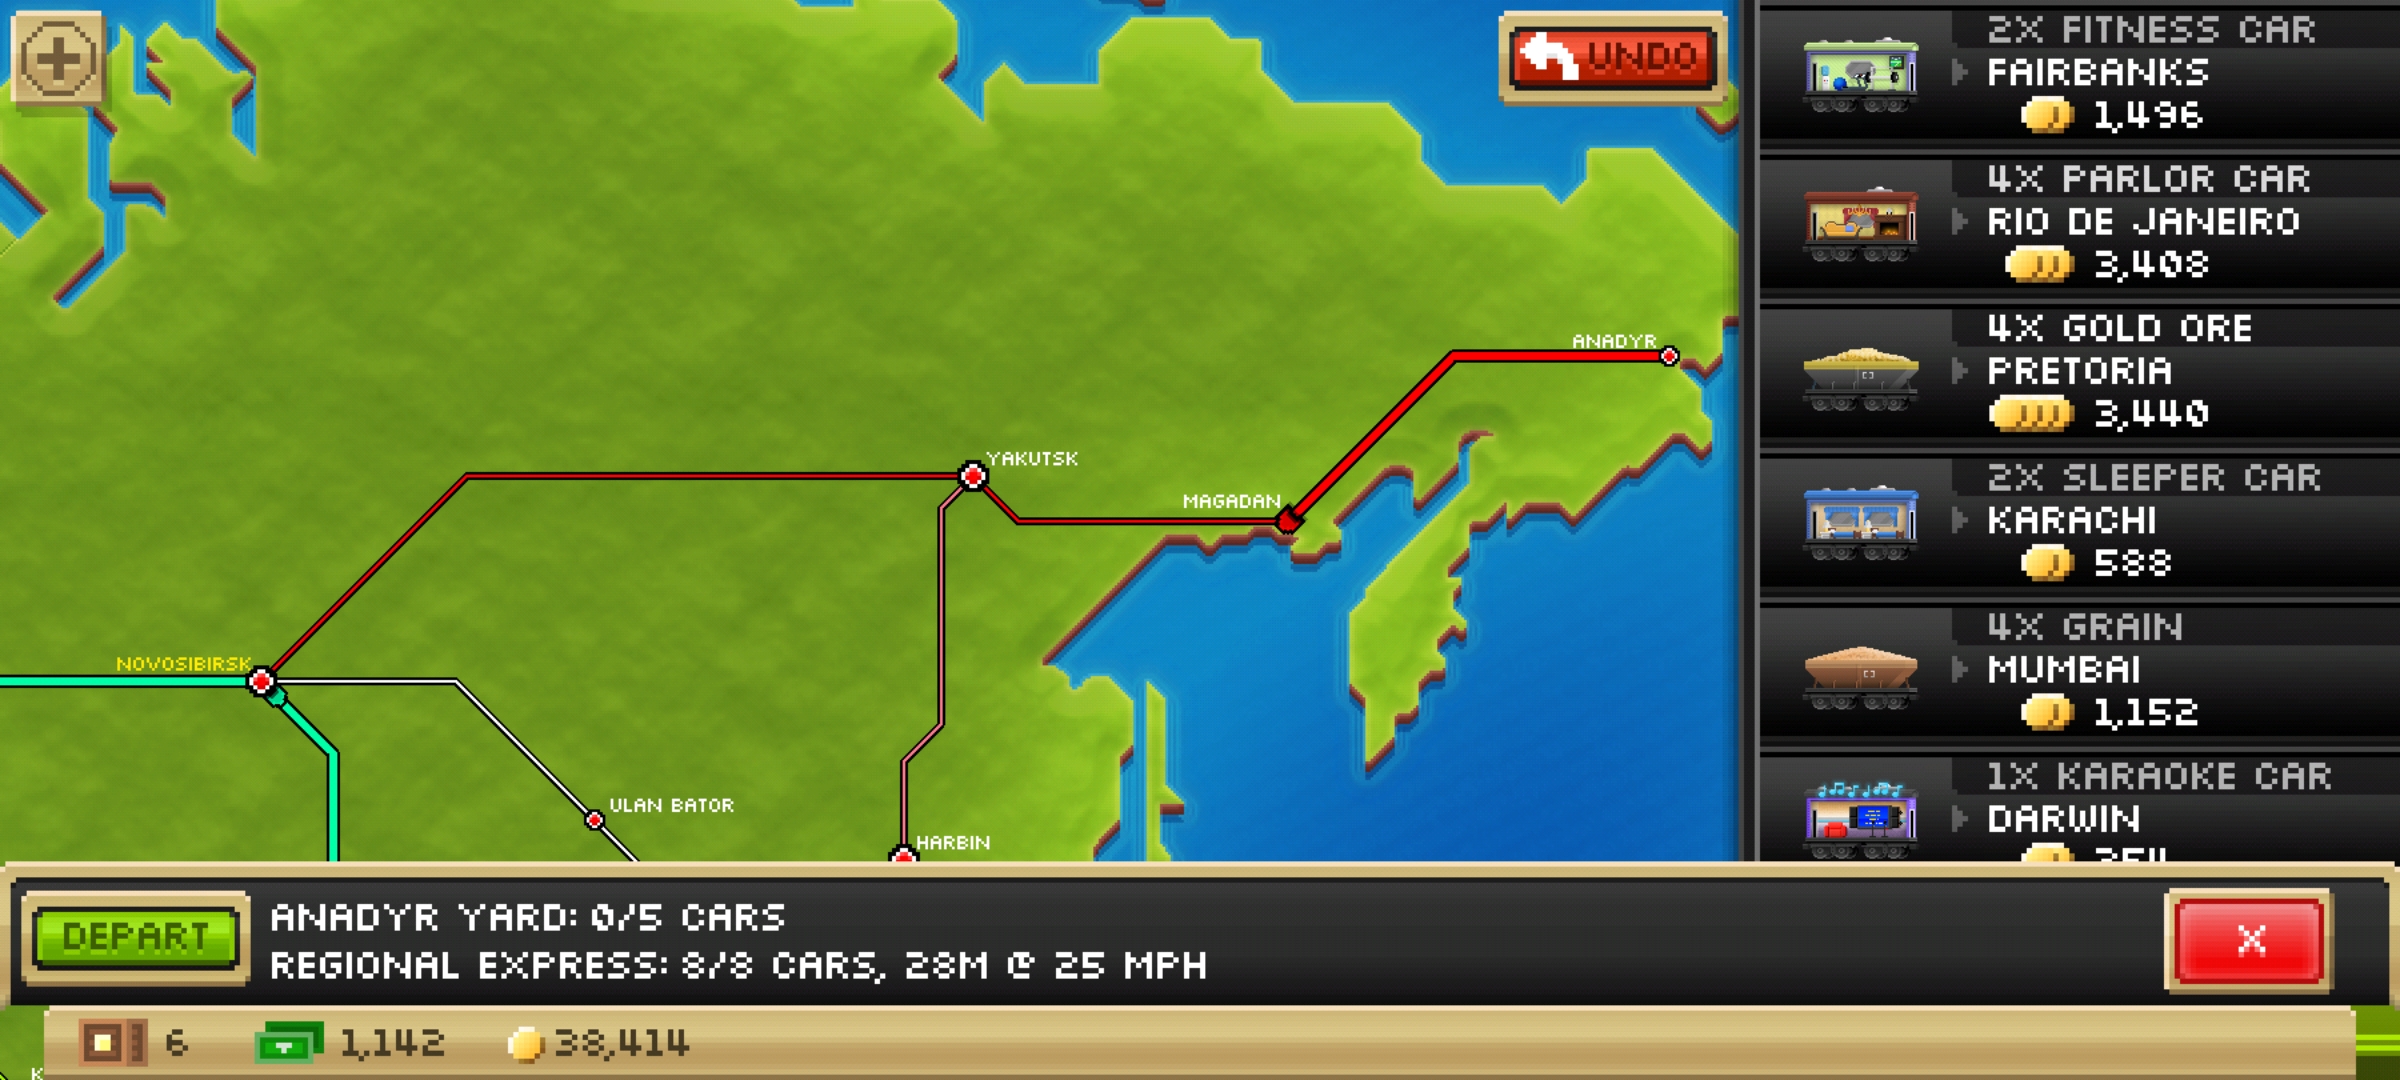 UNDO
ANADYR
YAKUTSK
MAGADAN
NOVOSIBIRSK
ULAN BATOR
HARBIN
2X FITNESS CAR
FAIRBANKS
1,496
4X PARLOR CAR
RIO DE JANEIRO
3,408
4X GOLD ORE
PRETORIA
3,440
2X SLEEPER CAR
KARACHI
588
4X GRAIN
MUMBAI
1,152
1X KARAOKE CAR
DARWIN
DEPART
ANADYR YARD: 0/5 CARS
REGIONAL EXPRESS: 8/8 CARS, 28M @ 25 MPH
X
6
1,142
38,414
K